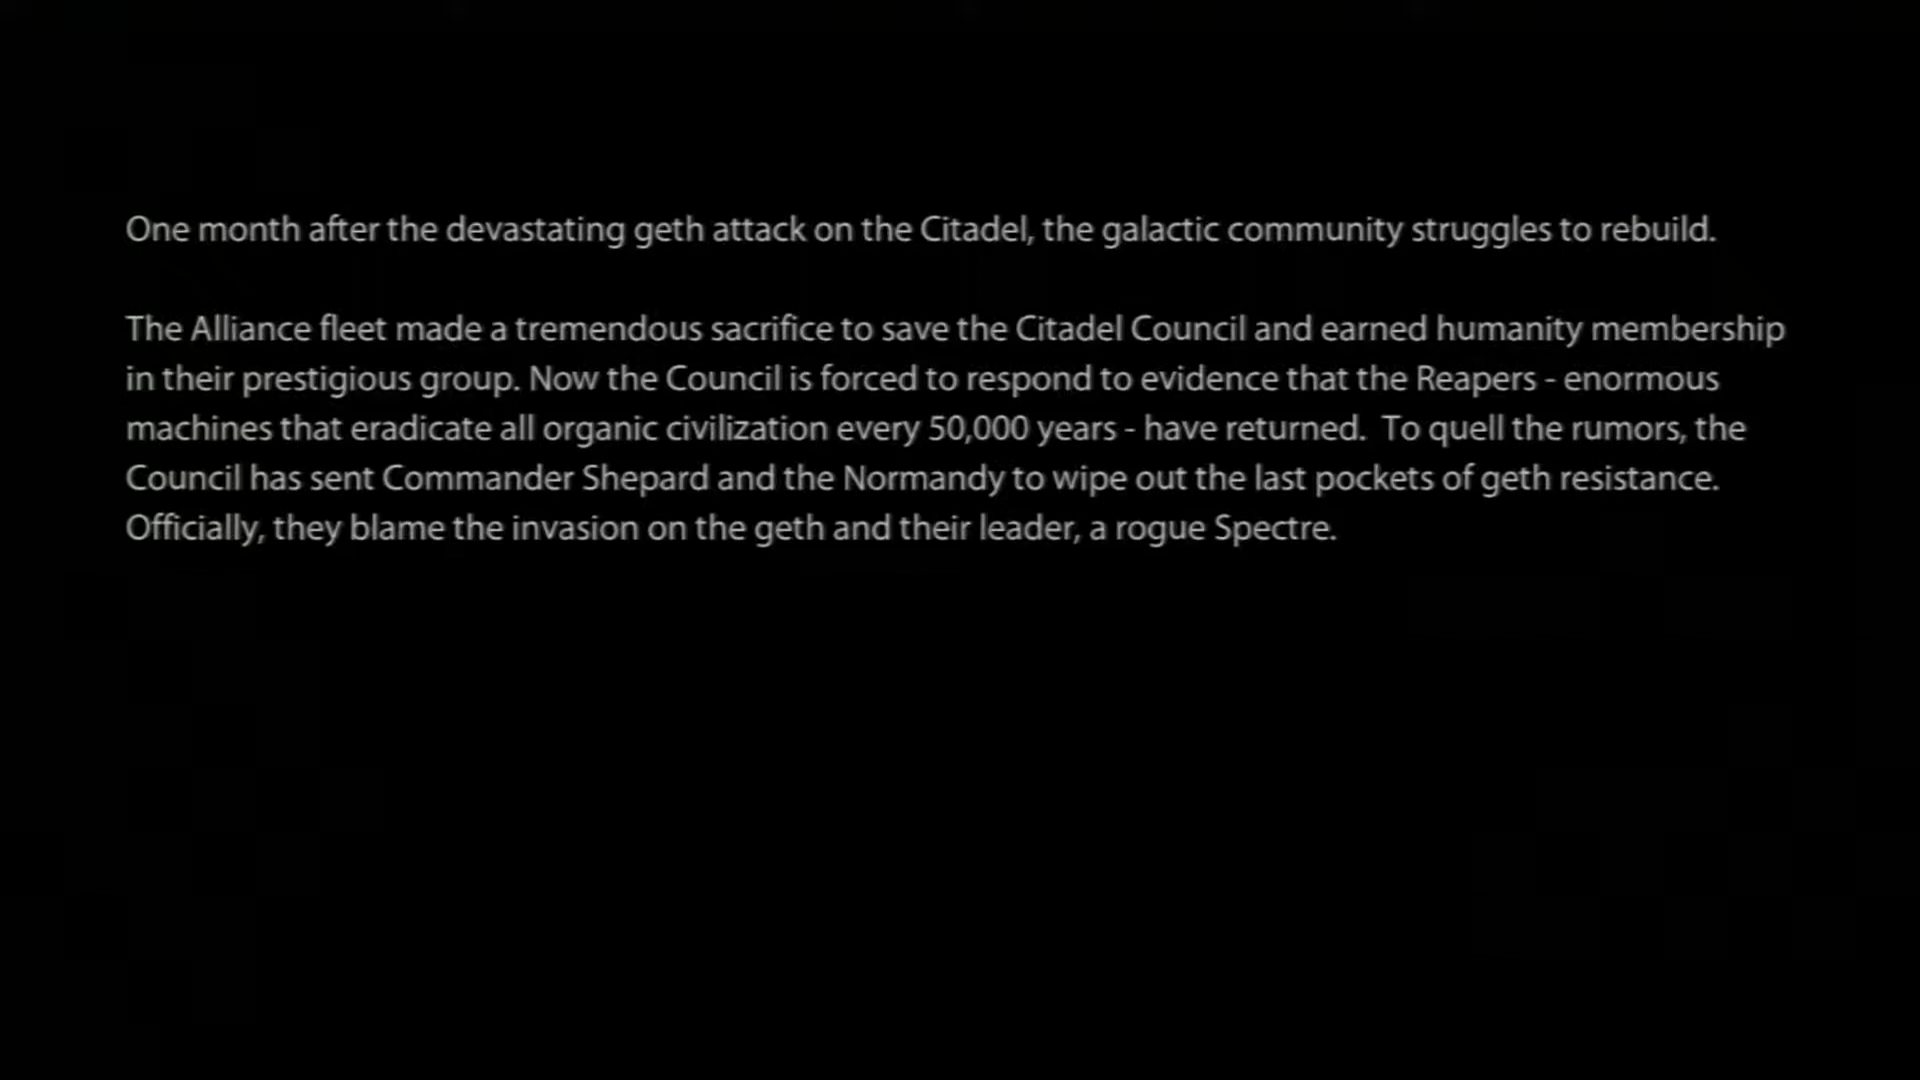 One month after the devastating geth attack on the Citadel, the galactic community struggles to rebuild.
The Alliance fleet made a tremendous sacrifice to save the Citadel Council and earned humanity membership
in their prestigious group. Now the Council is forced to respond to evidence that the Reapers - enormous
machines that eradicate all organic civilization every 50,000 years - have returned.  To quell the rumors, the
Council has sent Commander Shepard and the Normandy to wipe out the last pockets of geth resistance.
Officially, they blame the invasion on the geth and their leader, a rogue Spectre.